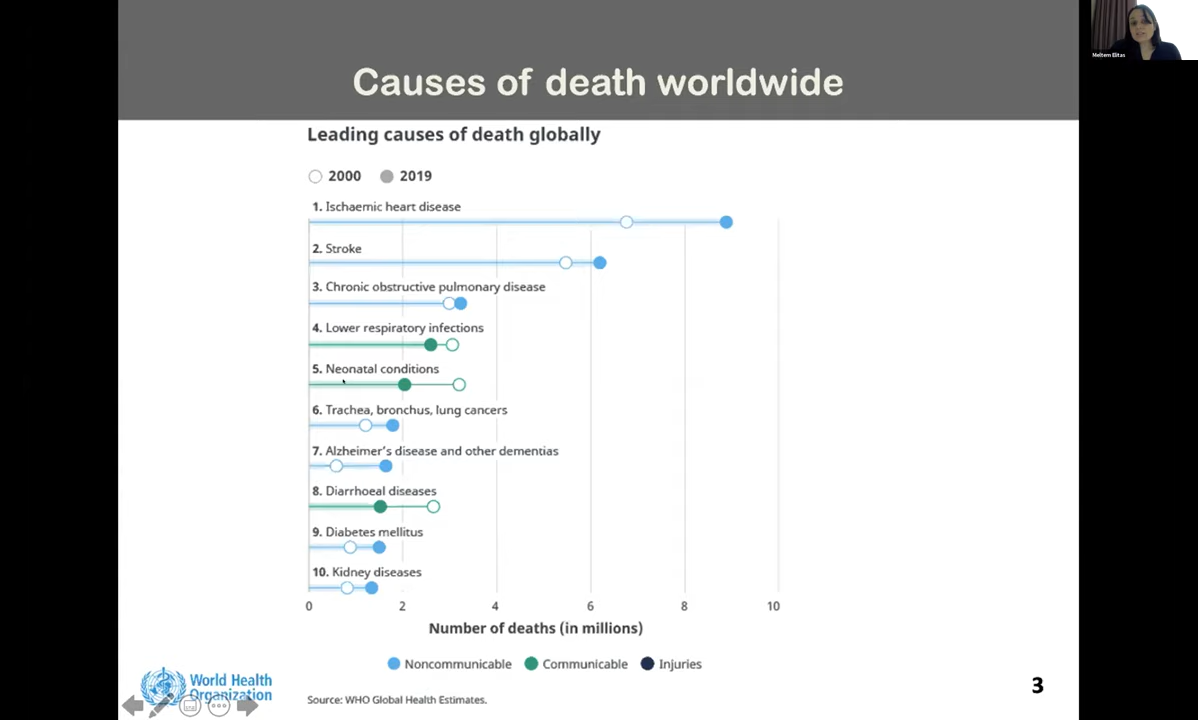 Meltem Elitas
Causes of death worldwide
Leading causes of death globally
2000 2019
1. Ischaemic heart disease
2. Stroke
3. Chronic obstructive pulmonary disease
4. Lower respiratory infections
5. Neonatal conditions
6. Trachea, bronchus, lung cancers
7. Alzheimer's disease and other dementias
8. Diarrhoeal diseases
9. Diabetes mellitus
10. Kidney diseases
0 2 4 6 8 10
Number of deaths (in millions)
Noncommunicable Communicable Injuries
World Health
Organization
Source: WHO Global Health Estimates.
3